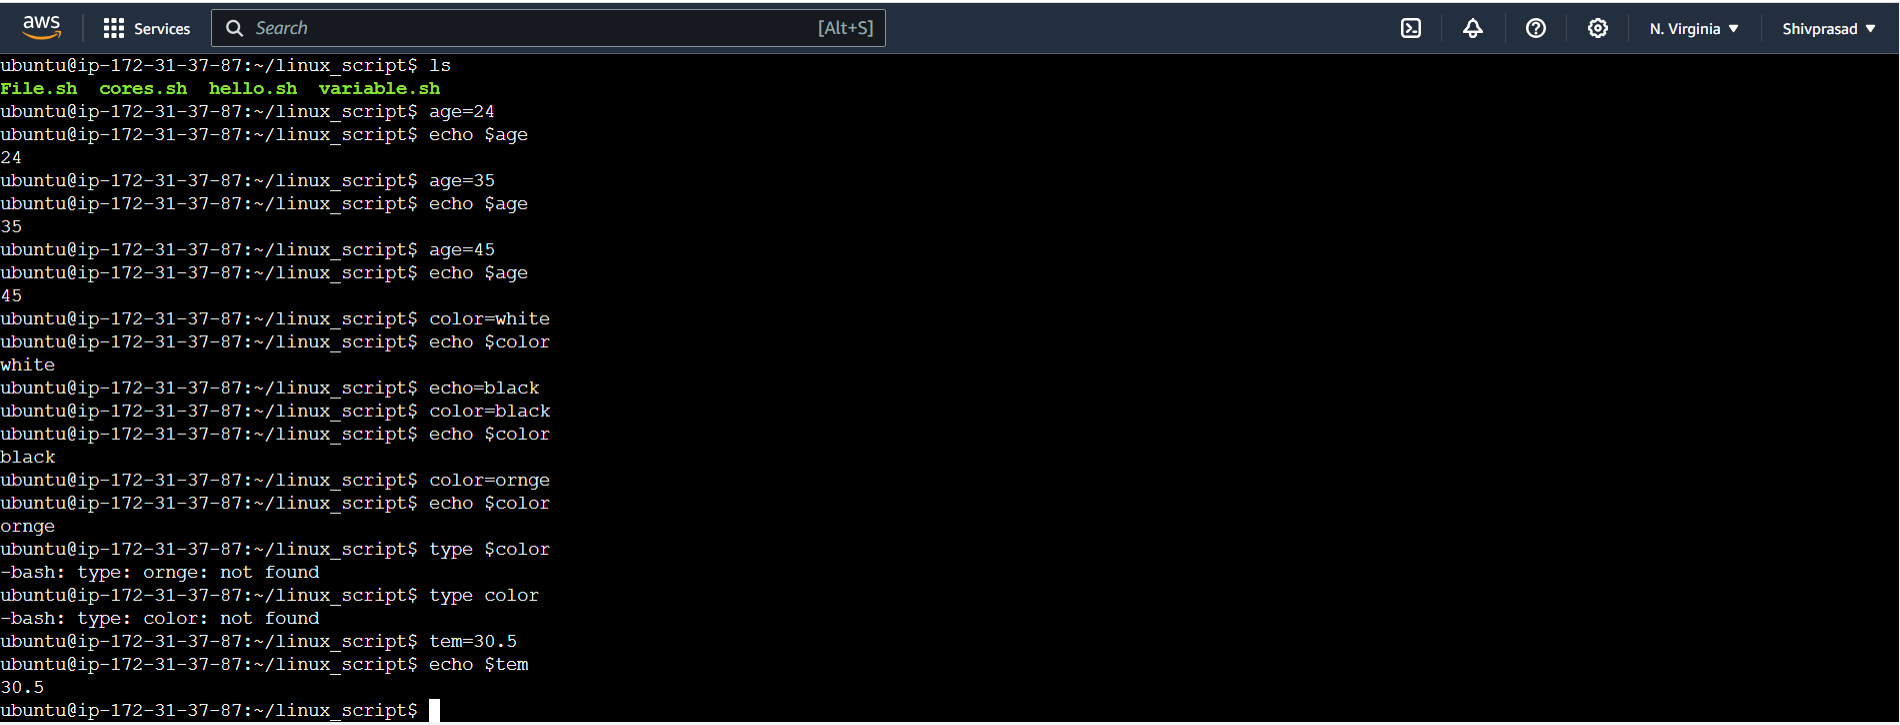 aws Services Search [Alt+S] N. Virginia Shivprasad
ubuntu@ip-172-31-37-87:~/linux_script$ ls
File.sh  cores.sh  hello.sh  variable.sh
ubuntu@ip-172-31-37-87:~/linux_script$ age=24
ubuntu@ip-172-31-37-87:~/linux_script$ echo $age
24
ubuntu@ip-172-31-37-87:~/linux_script$ age=35
ubuntu@ip-172-31-37-87:~/linux_script$ echo $age
35
ubuntu@ip-172-31-37-87:~/linux_script$ age=45
ubuntu@ip-172-31-37-87:~/linux_script$ echo $age
45
ubuntu@ip-172-31-37-87:~/linux_script$ color=white
ubuntu@ip-172-31-37-87:~/linux_script$ echo $color
white
ubuntu@ip-172-31-37-87:~/linux_script$ echo=black
ubuntu@ip-172-31-37-87:~/linux_script$ color=black
ubuntu@ip-172-31-37-87:~/linux_script$ echo $color
black
ubuntu@ip-172-31-37-87:~/linux_script$ color=ornge
ubuntu@ip-172-31-37-87:~/linux_script$ echo $color
ornge
ubuntu@ip-172-31-37-87:~/linux_script$ type $color
-bash: type: ornge: not found
ubuntu@ip-172-31-37-87:~/linux_script$ type color
-bash: type: color: not found
ubuntu@ip-172-31-37-87:~/linux_script$ tem=30.5
ubuntu@ip-172-31-37-87:~/linux_script$ echo $tem
30.5
ubuntu@ip-172-31-37-87:~/linux_script$